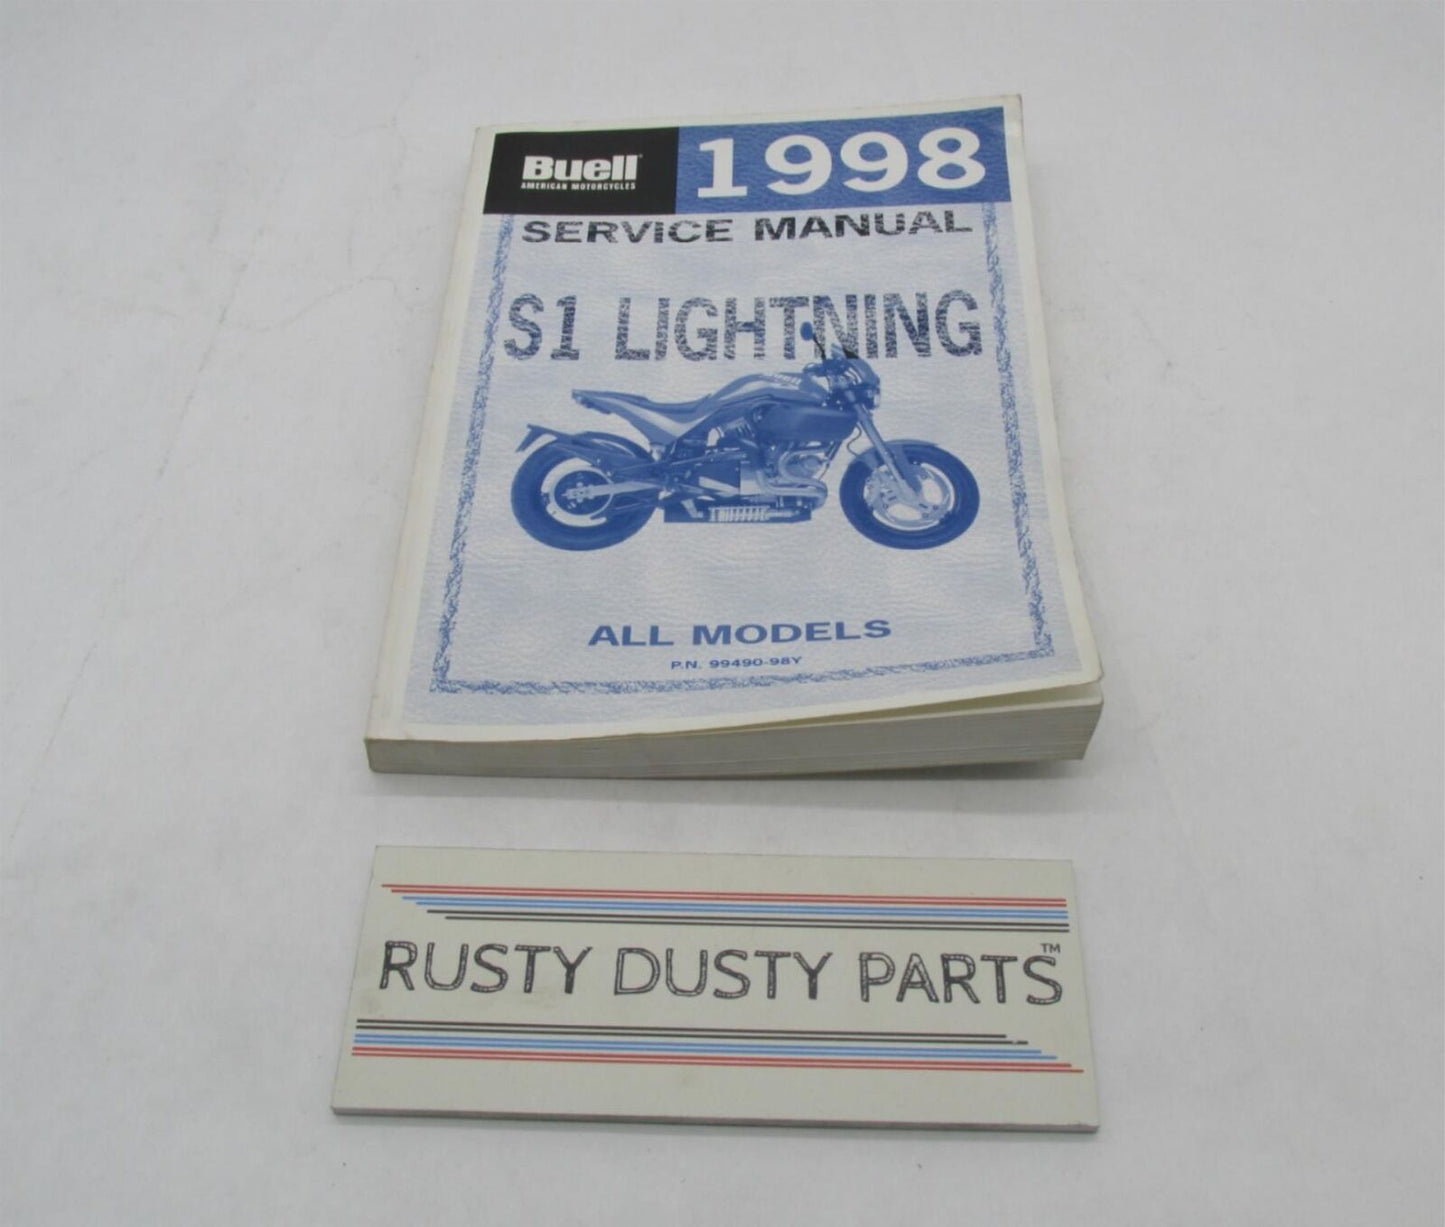 Buell
AMERICAN MOTORCYCLES
1998
SERVICE MANUAL
S1 LIGHTNING
ALL MODELS
P.N. 99490-98Y
RUSTY DUSTY PARTS™